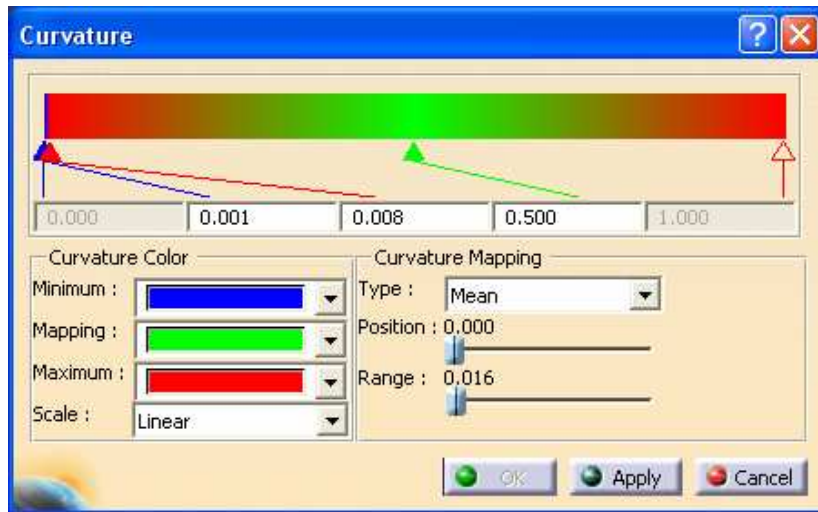 Curvature
0.000 0.001 0.008 0.500 1.000
Curvature Color
Minimum :
Mapping :
Maximum :
Scale : Linear
Curvature Mapping
Type : Mean
Position : 0.000
Range : 0.016
OK Apply Cancel